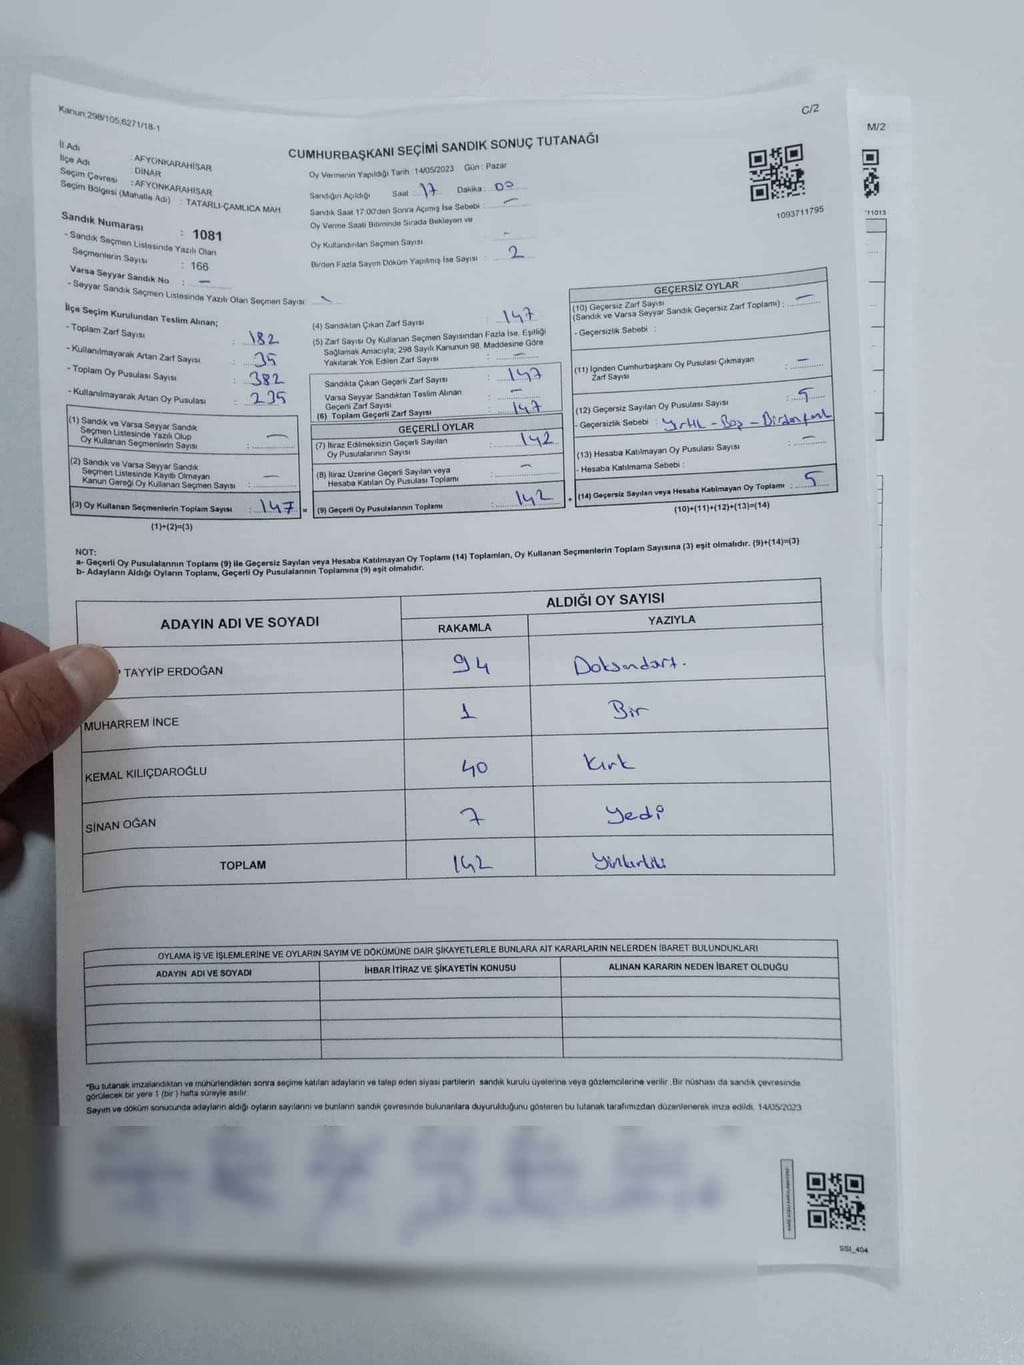 Kanun;298/105,6271/18-1
C/2
M/2
CUMHURBAŞKANI SEÇİMİ SANDIK SONUÇ TUTANAĞI
İl Adı : AFYONKARAHİSAR
İlçe Adı : DİNAR
Seçim Çevresi : AFYONKARAHİSAR
Seçim Bölgesi (Mahalle Adı) : TATARLI-ÇAMLICA MAH
Sandık Numarası : 1081
- Sandık Seçmen Listesinde Yazılı Olan
Seçmenlerin Sayısı : 166
Varsa Seyyar Sandık No : —
- Seyyar Sandık Seçmen Listesinde Yazılı Olan Seçmen Sayısı : -
Oy Vermenin Yapıldığı Tarih 14/05/2023 Gün : Pazar
Sandığın Açıldığı Saat : 17 Dakika : 00
Sandık Saat 17:00'den Sonra Açımış İse Sebebi : —
Oy Verme Saati Bitiminde Sırada Bekleyen ve
Oy Kullandırılan Seçmen Sayısı : -
Birden Fazla Sayım Döküm Yapılmış İse Sayısı : 2
1093711795
'11013
İlçe Seçim Kurulundan Teslim Alınan;
- Toplam Zarf Sayısı : 182
- Kullanılmayarak Artan Zarf Sayısı : 35
- Toplam Oy Pusulası Sayısı : 382
- Kullanılmayarak Artan Oy Pusulası : 235
(1) Sandık ve Varsa Seyyar Sandık
Seçmen Listesinde Yazılı Olup
Oy Kullanan Seçmenlerin Sayısı : —
(2) Sandık ve Varsa Seyyar Sandık
Seçmen Listesinde Kayıtlı Olmayan
Kanun Gereği Oy Kullanan Seçmen Sayısı : —
(3) Oy Kullanan Seçmenlerin Toplam Sayısı : 147 =
(1)+(2)=(3)
(4) Sandıktan Çıkan Zarf Sayısı : 147
(5) Zarf Sayısı Oy Kullanan Seçmen Sayısından Fazla İse, Eşitliği
Sağlamak Amacıyla; 298 Sayılı Kanunun 98. Maddesine Göre
Yakılarak Yok Edilen Zarf Sayısı : —
Sandıkta Çıkan Geçerli Zarf Sayısı : 147
Varsa Seyyar Sandıktan Teslim Alınan
Geçerli Zarf Sayısı : —
(6) Toplam Geçerli Zarf Sayısı : 147
GEÇERLİ OYLAR
(7) İtiraz Edilmeksizin Geçerli Sayılan
Oy Pusulalarının Sayısı : 142
(8) İtiraz Üzerine Geçerli Sayılan veya
Hesaba Katılan Oy Pusulası Toplamı : —
(9) Geçerli Oy Pusulalarının Toplamı : 142 +
GEÇERSİZ OYLAR
(10) Geçersiz Zarf Sayısı : —
(Sandık ve Varsa Seyyar Sandık Geçersiz Zarf Toplamı)
- Geçersizlik Sebebi :
(11) İçinden Cumhurbaşkanı Oy Pusulası Çıkmayan
Zarf Sayısı : —
(12) Geçersiz Sayılan Oy Pusulası Sayısı : 5
- Geçersizlik Sebebi : Yırtık - Boş -
(13) Hesaba Katılmayan Oy Pusulası Sayısı : —
- Hesaba Katılmama Sebebi :
(14) Geçersiz Sayılan veya Hesaba Katılmayan Oy Toplamı : 5
(10)+(11)+(12)+(13)=(14)
NOT:
a- Geçerli Oy Pusulalarının Toplamı (9) ile Geçersiz Sayılan veya Hesaba Katılmayan Oy Toplamı (14) Toplamları, Oy Kullanan Seçmenlerin Toplam Sayısına (3) eşit olmalıdır. (9)+(14)=(3)
b- Adayların Aldığı Oyların Toplamı, Geçerli Oy Pusulalarının Toplamına (9) eşit olmalıdır.
ADAYIN ADI VE SOYADI ALDIĞI OY SAYISI
RAKAMLA YAZIYLA
TAYYİP ERDOĞAN 94 Doksandört.
MUHARREM İNCE 1 Bir
KEMAL KILIÇDAROĞLU 40 Kırk
SİNAN OĞAN 7 Yedi
TOPLAM 142
OYLAMA İŞ VE İŞLEMLERİNE VE OYLARIN SAYIM VE DÖKÜMÜNE DAİR ŞİKAYETLERLE BUNLARA AİT KARARLARIN NELERDEN İBARET BULUNDUKLARI
ADAYIN ADI VE SOYADI İHBAR İTİRAZ VE ŞİKAYETİN KONUSU ALINAN KARARIN NEDEN İBARET OLDUĞU
*Bu tutanak imzalandıktan ve mühürlendikten sonra seçime katılan adayların ve talep eden siyasi partilerin sandık kurulu üyelerine veya gözlemcilerine verilir. Bir nüshası da sandık çevresinde
görülecek bir yere 1 (bir) hafta süreyle asılır.
Sayım ve döküm sonucunda adayların aldığı oyların sayılarını ve bunların sandık çevresinde bulunanlara duyurulduğunu gösteren bu tutanak tarafımızdan düzenlenerek imza edildi. 14/05/2023
SSI_404